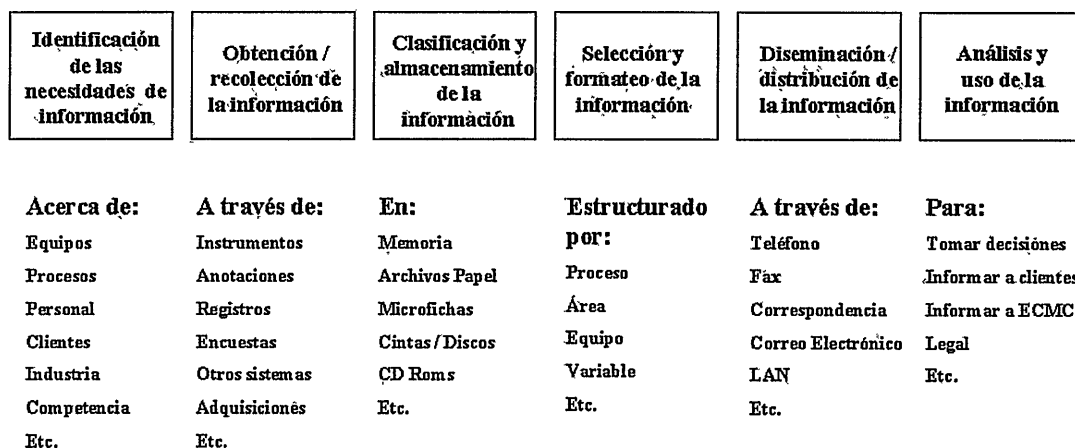 Identificación
de las
necesidades de
información
Obtención /
recolección de
la información
Clasificación y
almacenamiento
de la
información
Selección y
formateo de la
información
Diseminación /
distribución de
la información
Análisis y
uso de la
información
Acerca de:
Equipos
Procesos
Personal
Clientes
Industria
Competencia
Etc.
A través de:
Instrumentos
Anotaciones
Registros
Encuestas
Otros sistemas
Adquisiciones
Etc.
En:
Memoria
Archivos Papel
Microfichas
Cintas / Discos
CD Roms
Etc.
Estructurado
por:
Proceso
Área
Equipo
Variable
Etc.
A través de:
Teléfono
Fax
Correspondencia
Correo Electrónico
LAN
Etc.
Para:
Tomar decisiones
Informar a clientes
Informar a ECMC
Legal
Etc.